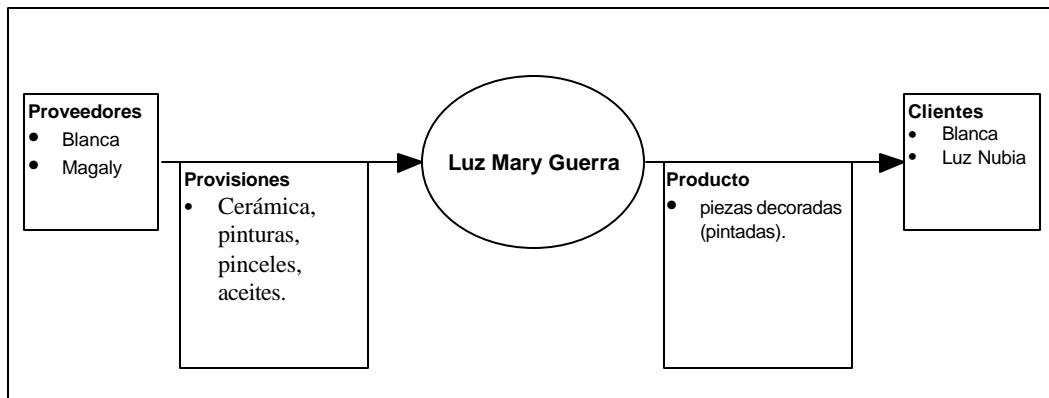 Proveedores
• Blanca
• Magaly
Provisiones
• Cerámica,
pinturas,
pinceles,
aceites.
Luz Mary Guerra
Producto
• piezas decoradas
(pintadas).
Clientes
• Blanca
• Luz Nubia